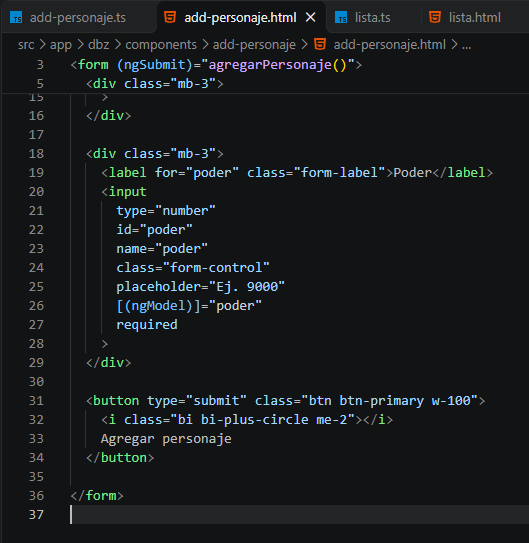 add-personaje.ts
add-personaje.html
lista.ts
lista.html
src > app > dbz > components > add-personaje > add-personaje.html > ...
3 <form (ngSubmit)="agregarPersonaje()">
5 <div class="mb-3">
15 >
16 </div>
17
18 <div class="mb-3">
19 <label for="poder" class="form-label">Poder</label>
20 <input
21 type="number"
22 id="poder"
23 name="poder"
24 class="form-control"
25 placeholder="Ej. 9000"
26 [(ngModel)]="poder"
27 required
28 >
29 </div>
30
31 <button type="submit" class="btn btn-primary w-100">
32 <i class="bi bi-plus-circle me-2"></i>
33 Agregar personaje
34 </button>
35
36 </form>
37